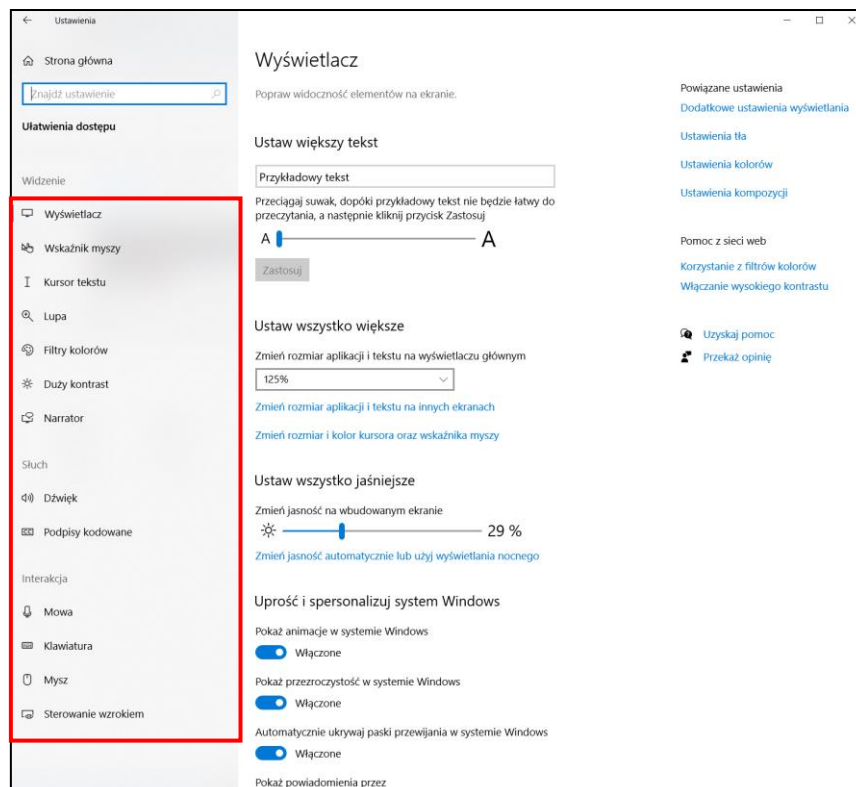 Ustawienia
Strona główna
Znajdź ustawienie
Ułatwienia dostępu
Widzenie
Wyświetlacz
Wskaźnik myszy
Kursor tekstu
Lupa
Filtry kolorów
Duży kontrast
Narrator
Słuch
Dźwięk
Podpisy kodowane
Interakcja
Mowa
Klawiatura
Mysz
Sterowanie wzrokiem
Wyświetlacz
Popraw widoczność elementów na ekranie.
Ustaw większy tekst
Przykładowy tekst
Przeciągaj suwak, dopóki przykładowy tekst nie będzie łatwy do
przeczytania, a następnie kliknij przycisk Zastosuj
A A
Zastosuj
Ustaw wszystko większe
Zmień rozmiar aplikacji i tekstu na wyświetlaczu głównym
125%
Zmień rozmiar aplikacji i tekstu na innych ekranach
Zmień rozmiar i kolor kursora oraz wskaźnika myszy
Ustaw wszystko jaśniejsze
Zmień jasność na wbudowanym ekranie
29 %
Zmień jasność automatycznie lub użyj wyświetlania nocnego
Uprość i spersonalizuj system Windows
Pokaż animacje w systemie Windows
Włączone
Pokaż przezroczystość w systemie Windows
Włączone
Automatycznie ukrywaj paski przewijania w systemie Windows
Włączone
Pokaż powiadomienia przez
Powiązane ustawienia
Dodatkowe ustawienia wyświetlania
Ustawienia tła
Ustawienia kolorów
Ustawienia kompozycji
Pomoc z sieci web
Korzystanie z filtrów kolorów
Włączanie wysokiego kontrastu
Uzyskaj pomoc
Przekaż opinię